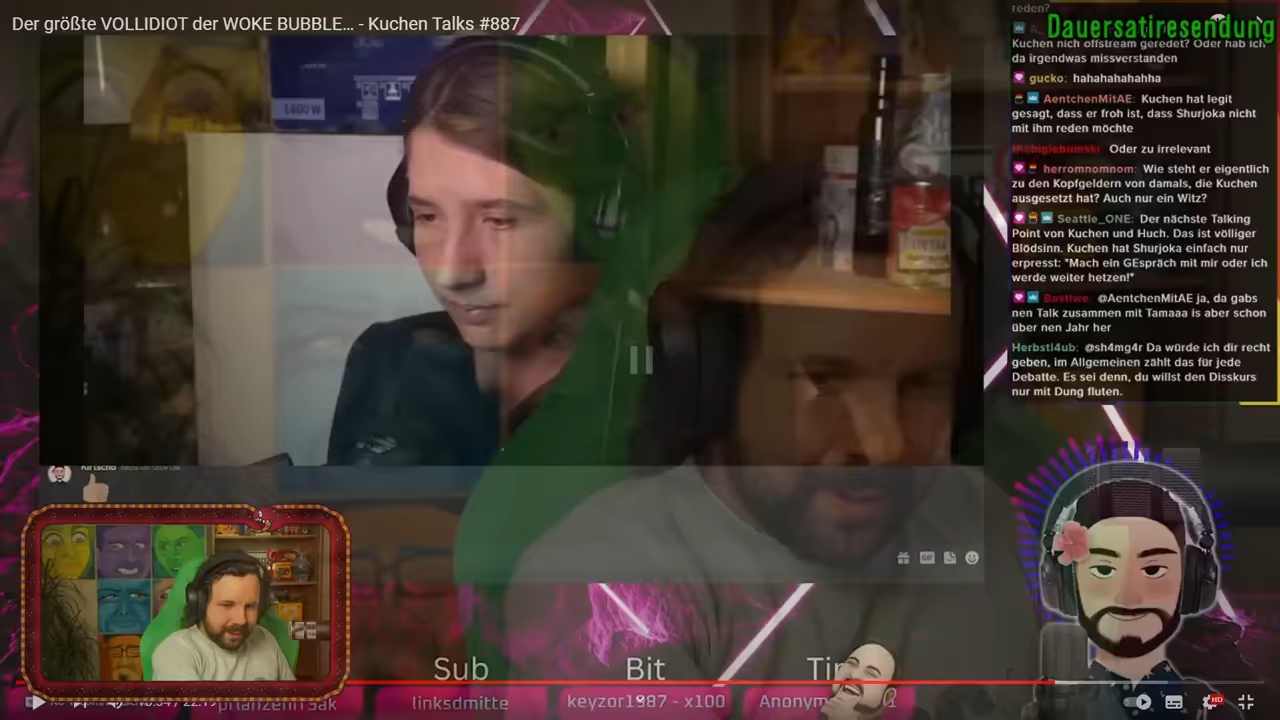 Der größte VOLLIDIOT der WOKE BUBBLE... - Kuchen Talks #887
reden?
Dauersatiresendung
Kuchen nich offstream geredet? Oder hab ich
da irgendwas missverstanden
gucko: hahahahahahha
AentchenMitAE: Kuchen hat legit
gesagt, dass er froh ist, dass Shurjoka nicht
mit ihm reden möchte
Oder zu irrelevant
herromnomnom: Wie steht er eigentlich
zu den Kopfgeldern von damals, die Kuchen
ausgesetzt hat? Auch nur ein Witz?
Seattle_ONE: Der nächste Talking
Point von Kuchen und Huch. Das ist völliger
Blödsinn. Kuchen hat Shurjoka einfach nur
erpresst: "Mach ein GEspräch mit mir oder ich
werde weiter hetzen!"
Bastiwe: @AentchenMitAE ja, da gabs
nen Talk zusammen mit Tamaaa is aber schon
über nen Jahr her
Herbstl4ub: @sh4mg4r Da würde ich dir recht
geben, im Allgemeinen zählt das für jede
Debatte. Es sei denn, du willst den Disskurs
nur mit Dung fluten.
1400 W
GIF
Sub
Bit
linksdmitte
keyzor1987 - x100
Anonym
HD